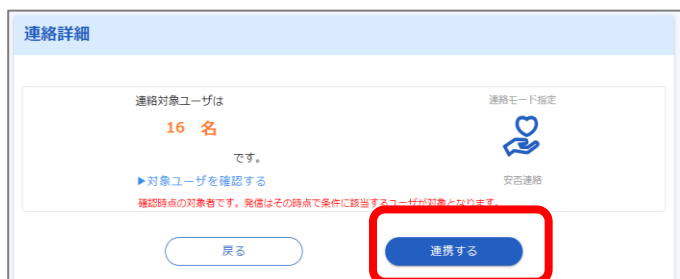 連絡詳細
連絡対象ユーザは
連絡モード指定
16 名
です。
▶対象ユーザを確認する
安否連絡
確認時点の対象者です。発信はその時点で条件に該当するユーザが対象となります。
戻る
連携する